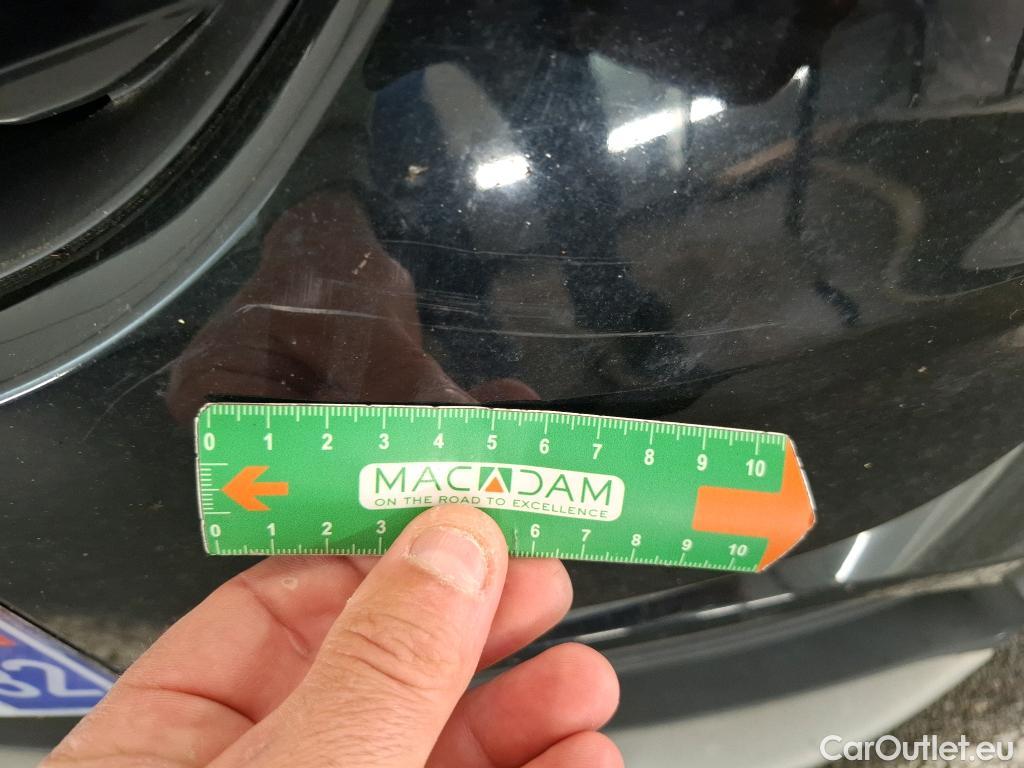 0 1 2 3 4 5 6 7 8 9 10
MACADAM
ON THE ROAD TO EXCELLENCE
0 1 2 3 6 7 8 9 10
62
CarOutlet.eu